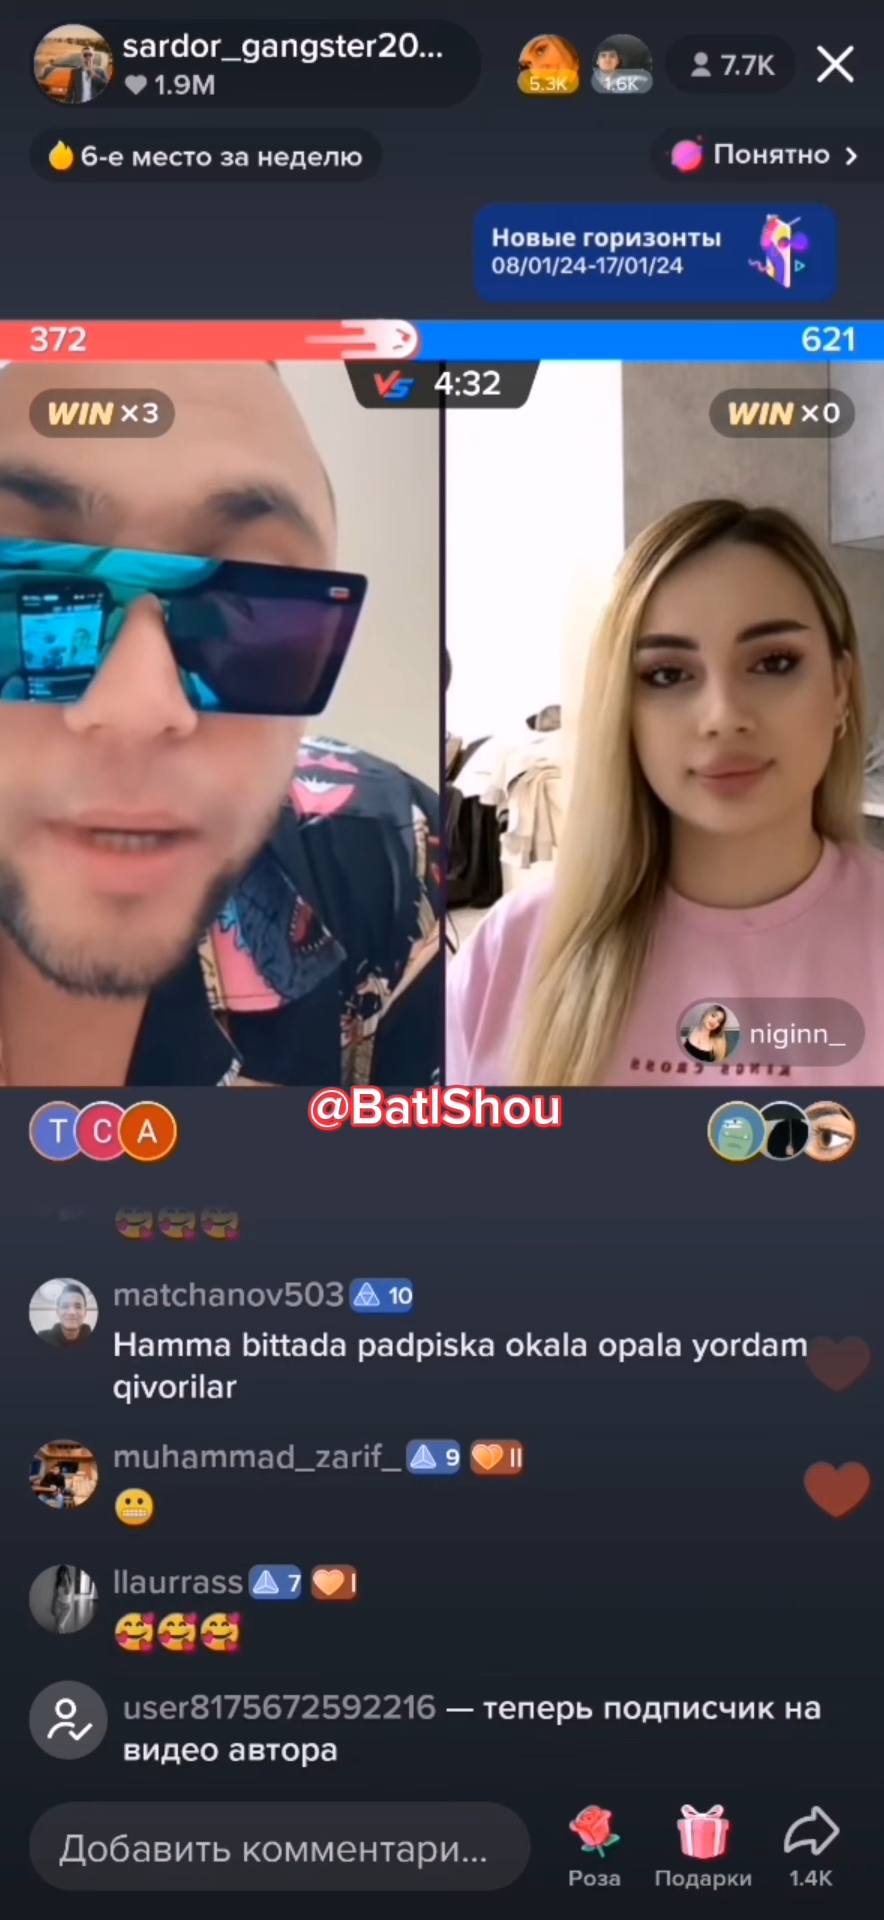 sardor_gangster20...
1.9M
5.3K
1.6K
7.7K
6-е место за неделю
Понятно
Новые горизонты
08/01/24-17/01/24
372
621
VS 4:32
WIN ×3
WIN ×0
niginn_
@BatlShou
T C A
matchanov503 10
Hamma bittada padpiska okala opala yordam
qivorilar
muhammad_zarif_ 9 II
llaurrass 7 I
user8175672592216 — теперь подписчик на
видео автора
Добавить комментари...
Роза
Подарки
1.4K